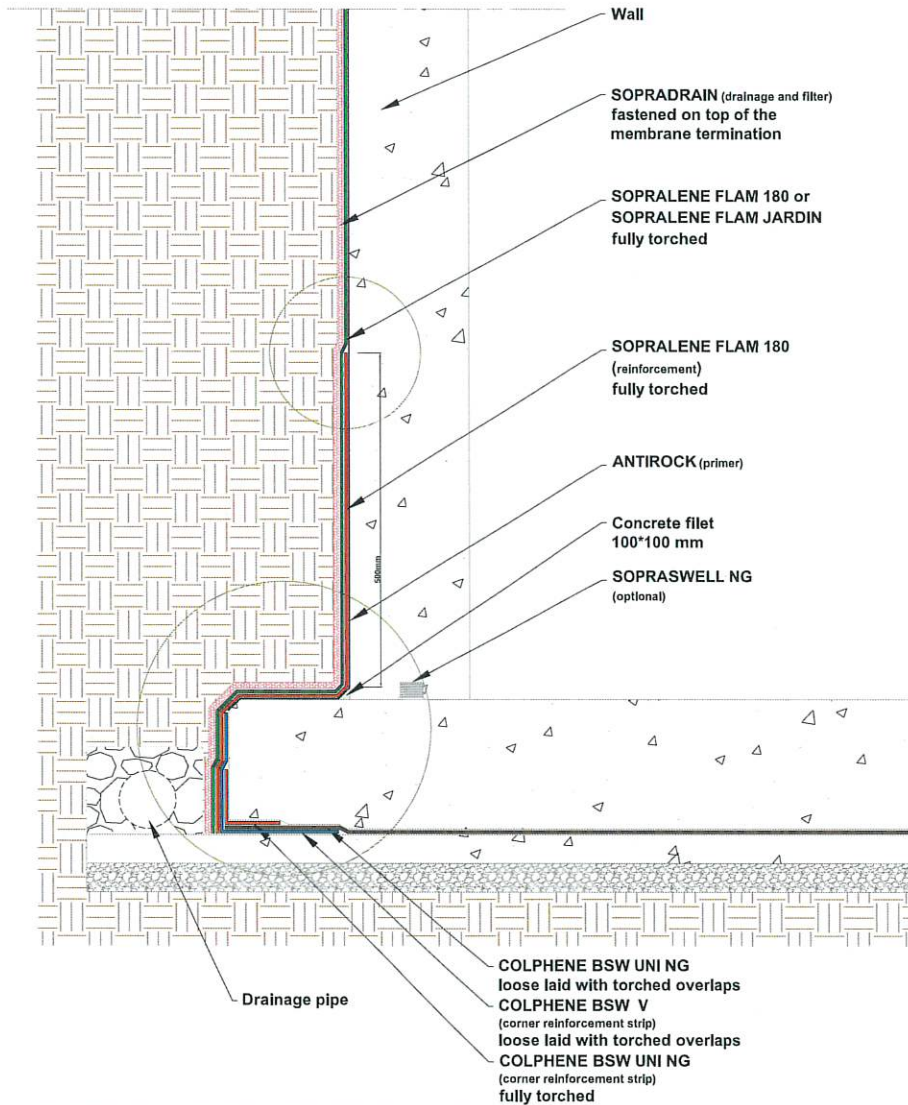 Wall
SOPRADRAIN (drainage and filter)
fastened on top of the
membrane termination
SOPRALENE FLAM 180 or
SOPRALENE FLAM JARDIN
fully torched
SOPRALENE FLAM 180
(reinforcement)
fully torched
ANTIROCK (primer)
Concrete filet
100*100 mm
SOPRASWELL NG
(optional)
500mm
Drainage pipe
COLPHENE BSW UNI NG
loose laid with torched overlaps
COLPHENE BSW V
(corner reinforcement strip)
loose laid with torched overlaps
COLPHENE BSW UNI NG
(corner reinforcement strip)
fully torched